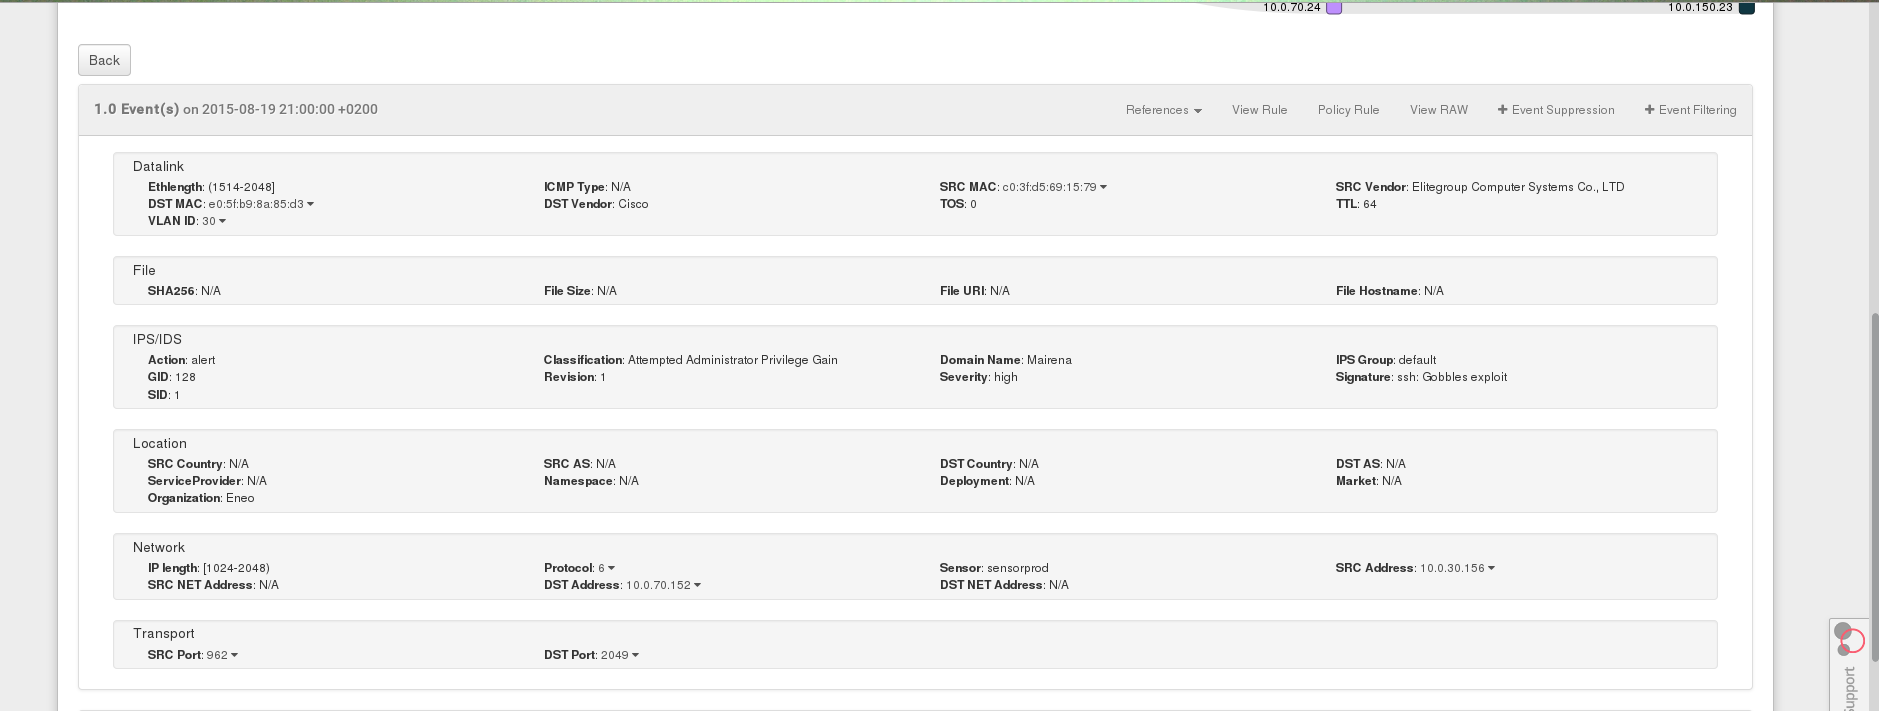 10.0.70.24 10.0.150.23
Back
1.0 Event(s) on 2015-08-19 21:00:00 +0200 References View Rule Policy Rule View RAW + Event Suppression + Event Filtering
Datalink
Ethlength: (1514-2048] ICMP Type: N/A SRC MAC: c0:3f:d5:69:15:79 SRC Vendor: Elitegroup Computer Systems Co., LTD
DST MAC: e0:5f:b9:8a:85:d3 DST Vendor: Cisco TOS: 0 TTL: 64
VLAN ID: 30
File
SHA256: N/A File Size: N/A File URI: N/A File Hostname: N/A
IPS/IDS
Action: alert Classification: Attempted Administrator Privilege Gain Domain Name: Mairena IPS Group: default
GID: 128 Revision: 1 Severity: high Signature: ssh: Gobbles exploit
SID: 1
Location
SRC Country: N/A SRC AS: N/A DST Country: N/A DST AS: N/A
ServiceProvider: N/A Namespace: N/A Deployment: N/A Market: N/A
Organization: Eneo
Network
IP length: [1024-2048) Protocol: 6 Sensor: sensorprod SRC Address: 10.0.30.156
SRC NET Address: N/A DST Address: 10.0.70.152 DST NET Address: N/A
Transport
SRC Port: 962 DST Port: 2049
Support